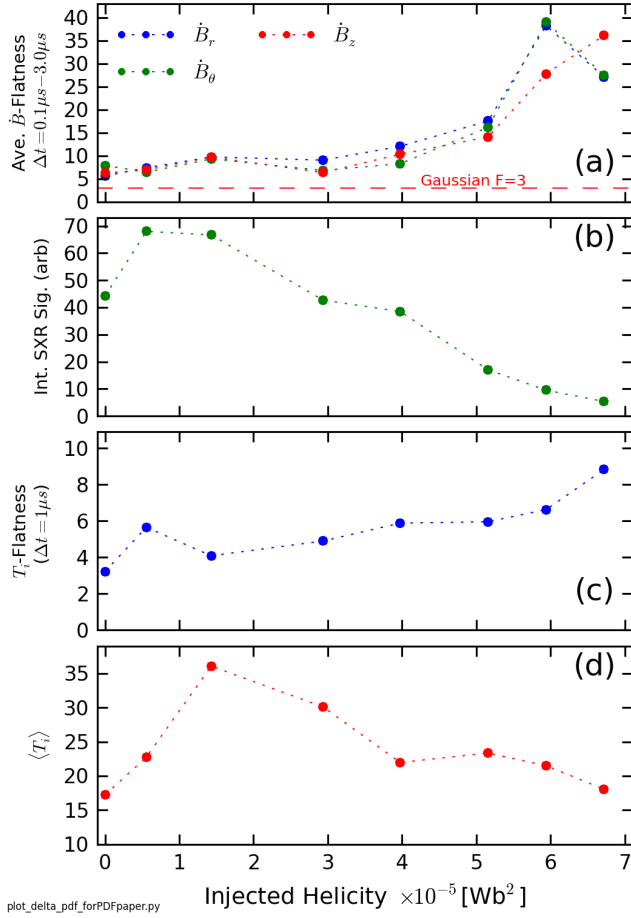 40
35
30
25
20
15
10
5
0
Ave. Ḃ-Flatness
Δt=0.1μs−3.0μs
Ḃr
Ḃz
Ḃθ
Gaussian F=3
(a)
70
60
50
40
30
20
10
0
Int. SXR Sig. (arb)
(b)
10
8
6
4
2
0
Ti-Flatness
(Δt=1μs)
(c)
35
30
25
20
15
10
⟨Ti⟩
(d)
0 1 2 3 4 5 6 7
Injected Helicity ×10⁻⁵ [Wb²]
plot_delta_pdf_forPDFpaper.py